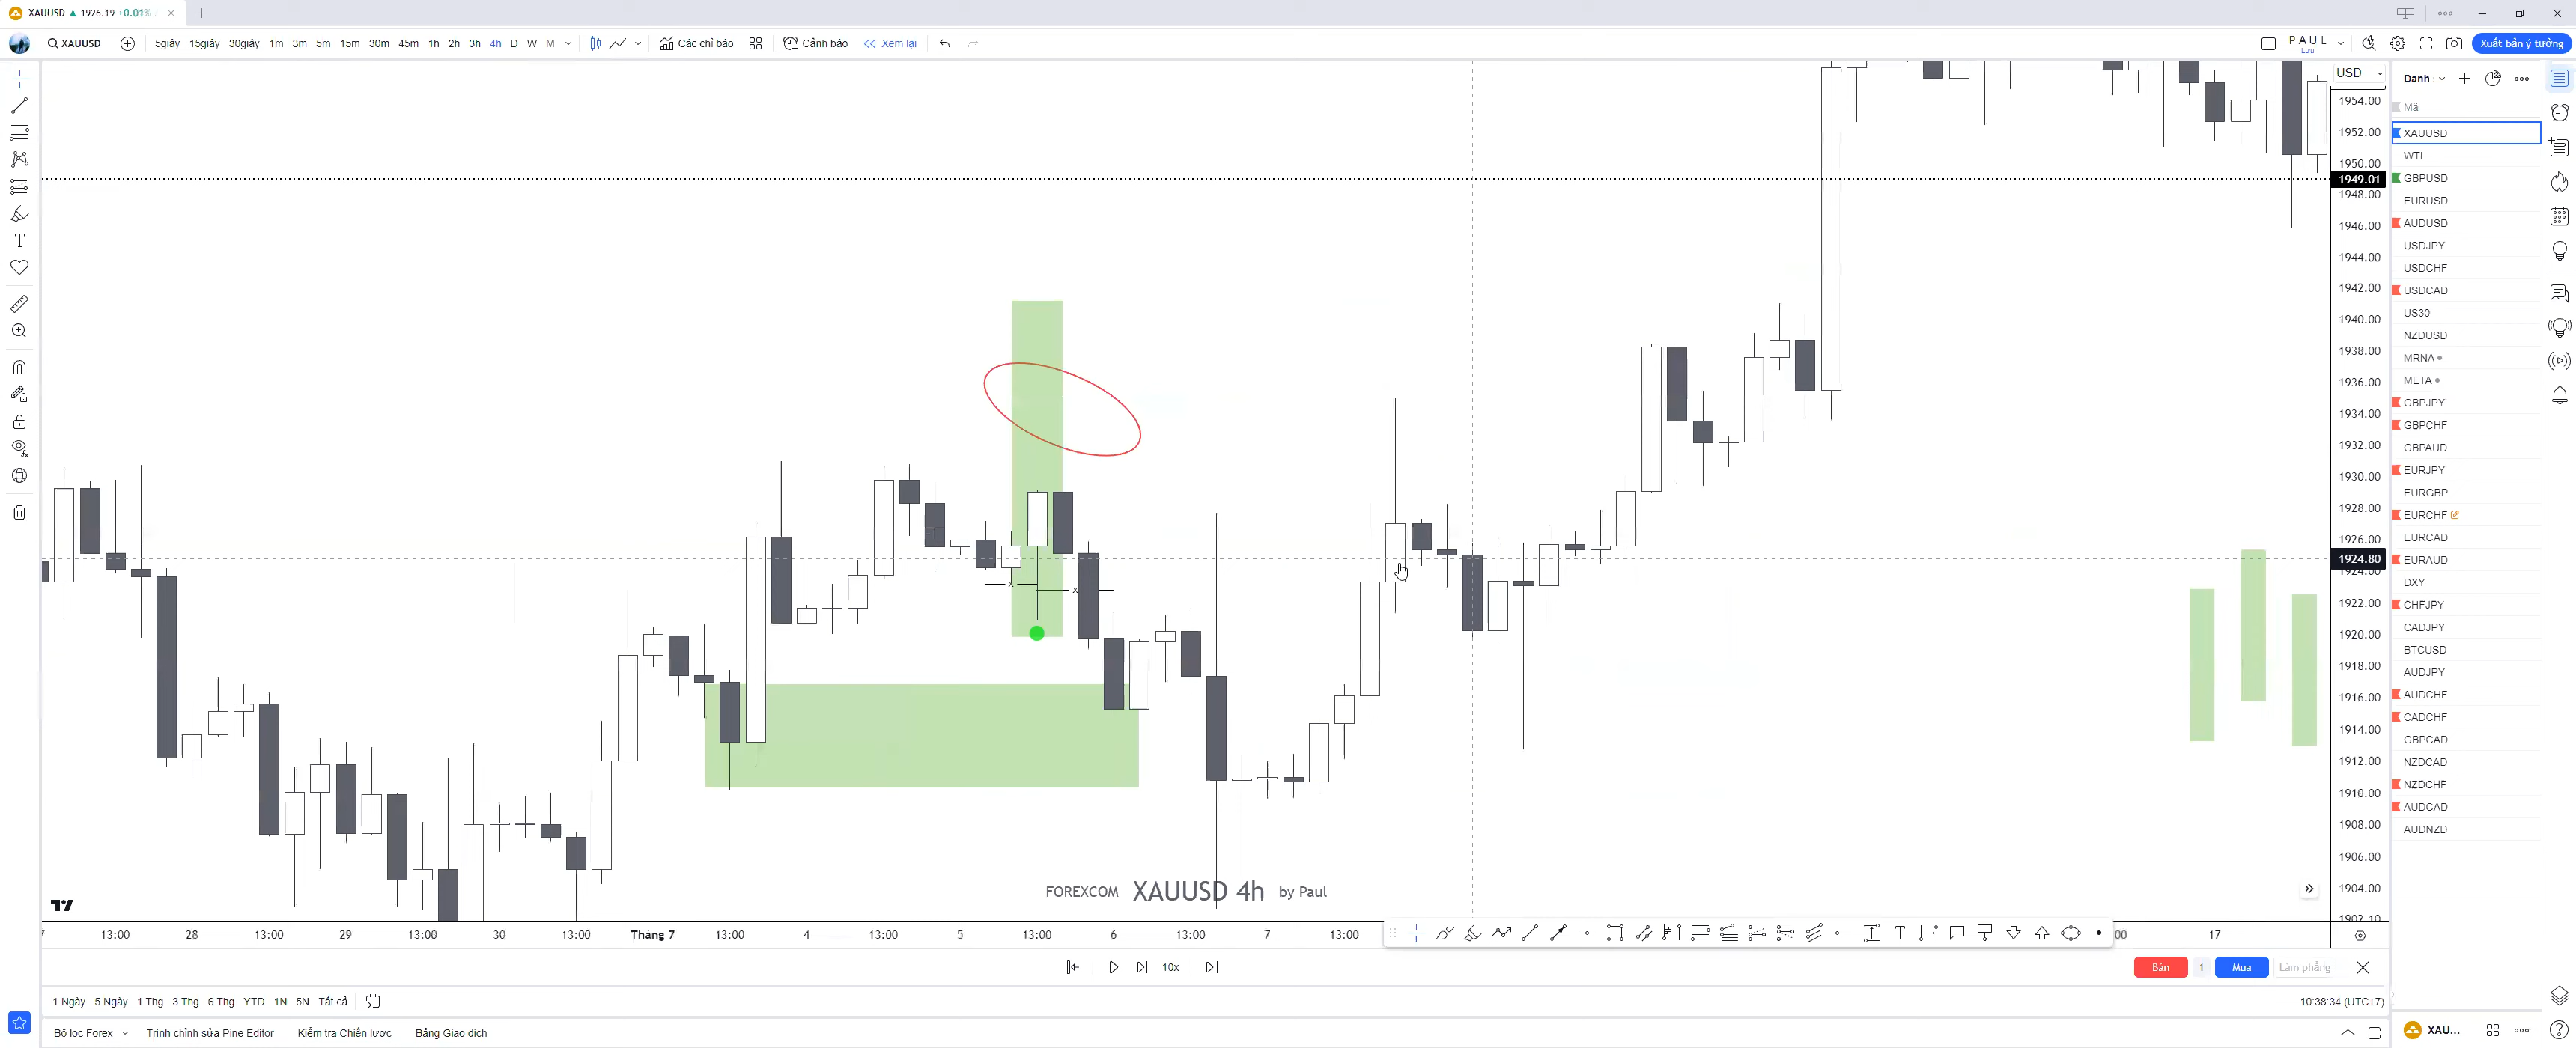 XAUUSD ▲ 1926.19 +0.01%
XAUUSD 5giây 15giây 30giây 1m 3m 5m 15m 30m 45m 1h 2h 3h 4h D W M Các chỉ báo Cảnh báo Xem lại PAUL Lưu Xuất bản ý tưởng
USD
1954.00
1952.00
1950.00
1949.01
1948.00
1946.00
1944.00
1942.00
1940.00
1938.00
1936.00
1934.00
1932.00
1930.00
1928.00
1926.00
1924.80
1924.00
1922.00
1920.00
1918.00
1916.00
1914.00
1912.00
1910.00
1908.00
1906.00
1904.00
1902.10
Danh :
Mã
XAUUSD
WTI
GBPUSD
EURUSD
AUDUSD
USDJPY
USDCHF
USDCAD
US30
NZDUSD
MRNA
META
GBPJPY
GBPCHF
GBPAUD
EURJPY
EURGBP
EURCHF
EURCAD
EURAUD
DXY
CHFJPY
CADJPY
BTCUSD
AUDJPY
AUDCHF
CADCHF
GBPCAD
NZDCAD
NZDCHF
AUDCAD
AUDNZD
x
x
FOREXCOM XAUUSD 4h by Paul
13:00 28 13:00 29 13:00 30 13:00 Tháng 7 13:00 4 13:00 5 13:00 6 13:00 7 13:00 :00 17
10x
Bán 1 Mua Làm phẳng
1 Ngày 5 Ngày 1 Thg 3 Thg 6 Thg YTD 1N 5N Tất cả
10:38:34 (UTC+7)
Bộ lọc Forex Trình chỉnh sửa Pine Editor Kiểm tra Chiến lược Bảng Giao dịch
XAU...